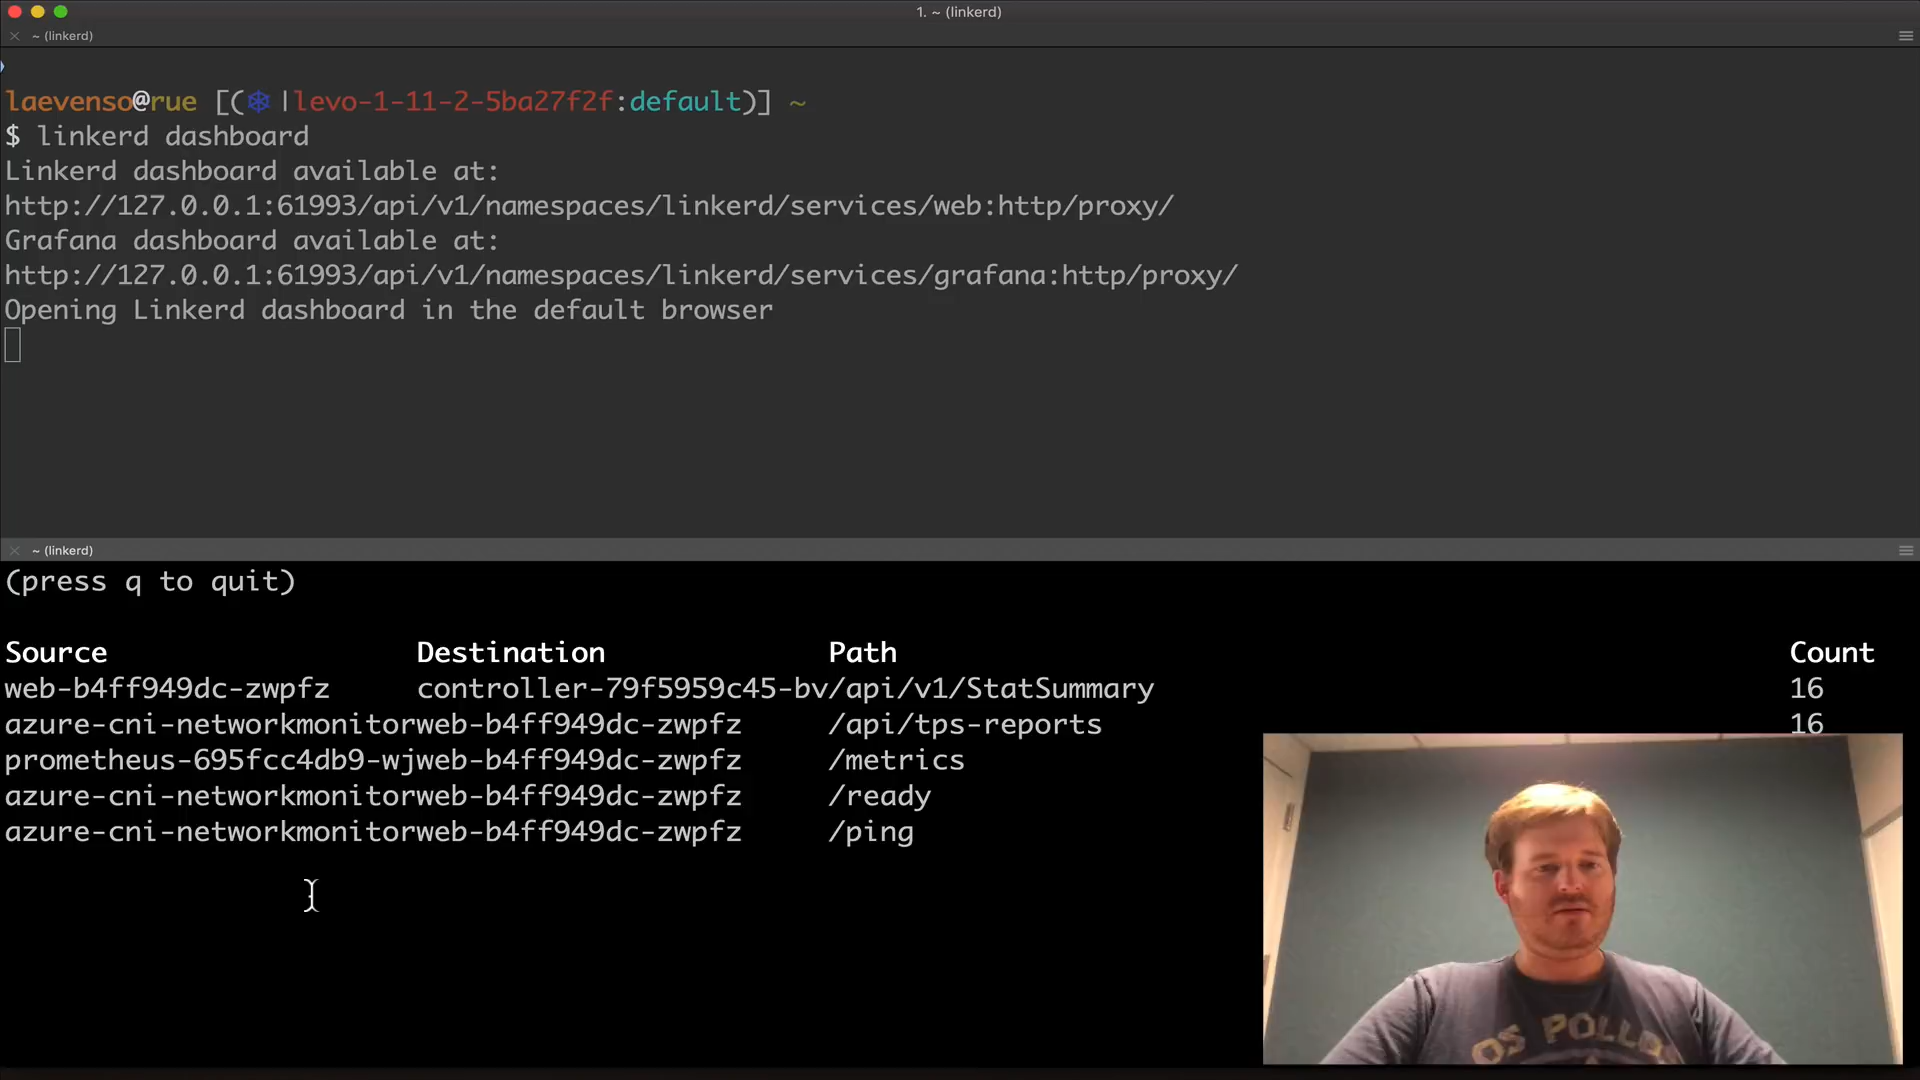 1. ~ (linkerd)
~ (linkerd)
laevenso@rue [(⎈ |levo-1-11-2-5ba27f2f:default)] ~
$ linkerd dashboard
Linkerd dashboard available at:
http://127.0.0.1:61993/api/v1/namespaces/linkerd/services/web:http/proxy/
Grafana dashboard available at:
http://127.0.0.1:61993/api/v1/namespaces/linkerd/services/grafana:http/proxy/
Opening Linkerd dashboard in the default browser
~ (linkerd)
(press q to quit)
Source Destination Path Count
web-b4ff949dc-zwpfz controller-79f5959c45-bv/api/v1/StatSummary 16
azure-cni-networkmonitorweb-b4ff949dc-zwpfz /api/tps-reports 16
prometheus-695fcc4db9-wjweb-b4ff949dc-zwpfz /metrics
azure-cni-networkmonitorweb-b4ff949dc-zwpfz /ready
azure-cni-networkmonitorweb-b4ff949dc-zwpfz /ping
OS POLLO